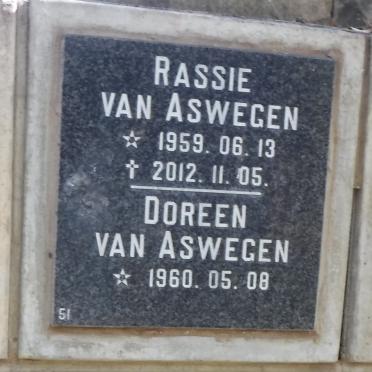 RASSIE
VAN ASWEGEN
☆ 1959. 06. 13
† 2012. 11. 05.
DOREEN
VAN ASWEGEN
☆ 1960. 05. 08
51